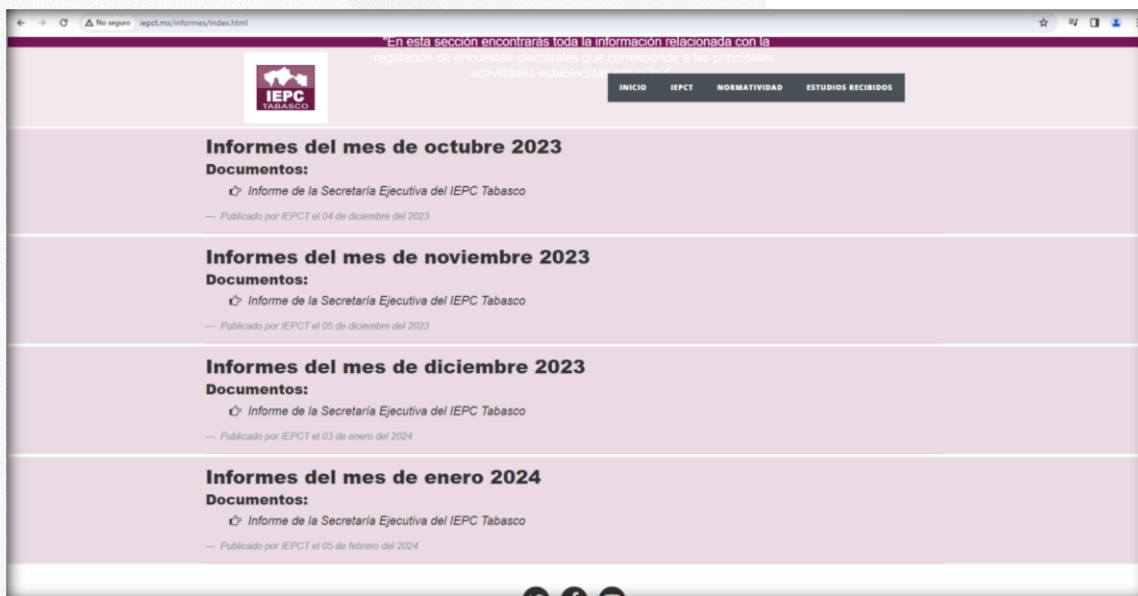 No seguro iepct.mx/informes/index.html
"En esta sección encontrarás toda la información relacionada con la
regulación de encuestas electorales que corresponde a las principales
actividades establecidas
IEPC
TABASCO
INICIO IEPCT NORMATIVIDAD ESTUDIOS RECIBIDOS
Informes del mes de octubre 2023
Documentos:
Informe de la Secretaría Ejecutiva del IEPC Tabasco
— Publicado por IEPCT el 04 de diciembre del 2023
Informes del mes de noviembre 2023
Documentos:
Informe de la Secretaría Ejecutiva del IEPC Tabasco
— Publicado por IEPCT el 05 de diciembre del 2023
Informes del mes de diciembre 2023
Documentos:
Informe de la Secretaría Ejecutiva del IEPC Tabasco
— Publicado por IEPCT el 03 de enero del 2024
Informes del mes de enero 2024
Documentos:
Informe de la Secretaría Ejecutiva del IEPC Tabasco
— Publicado por IEPCT el 05 de febrero del 2024